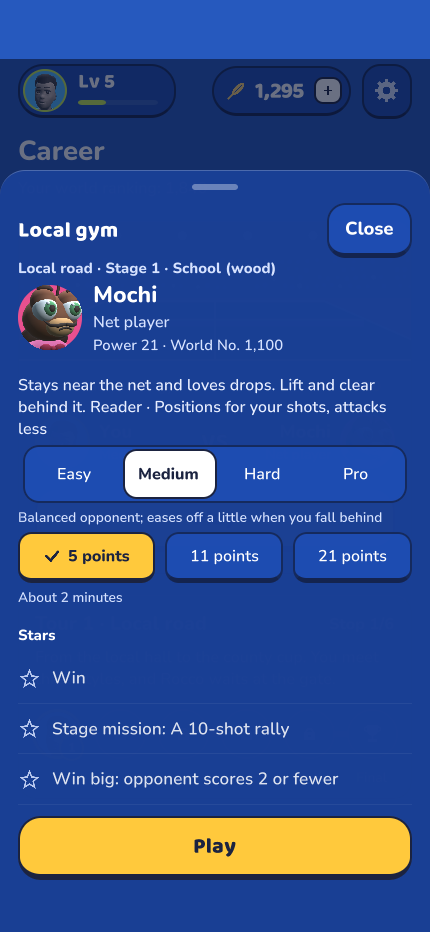 Lv 5
1,295
+
Career
Local gym
Close
Local road · Stage 1 · School (wood)
Mochi
Net player
Power 21 · World No. 1,100
Stays near the net and loves drops. Lift and clear
behind it. Reader · Positions for your shots, attacks
less
Easy
Medium
Hard
Pro
Balanced opponent; eases off a little when you fall behind
5 points
11 points
21 points
About 2 minutes
Stars
Win
Stage mission: A 10-shot rally
Win big: opponent scores 2 or fewer
Play